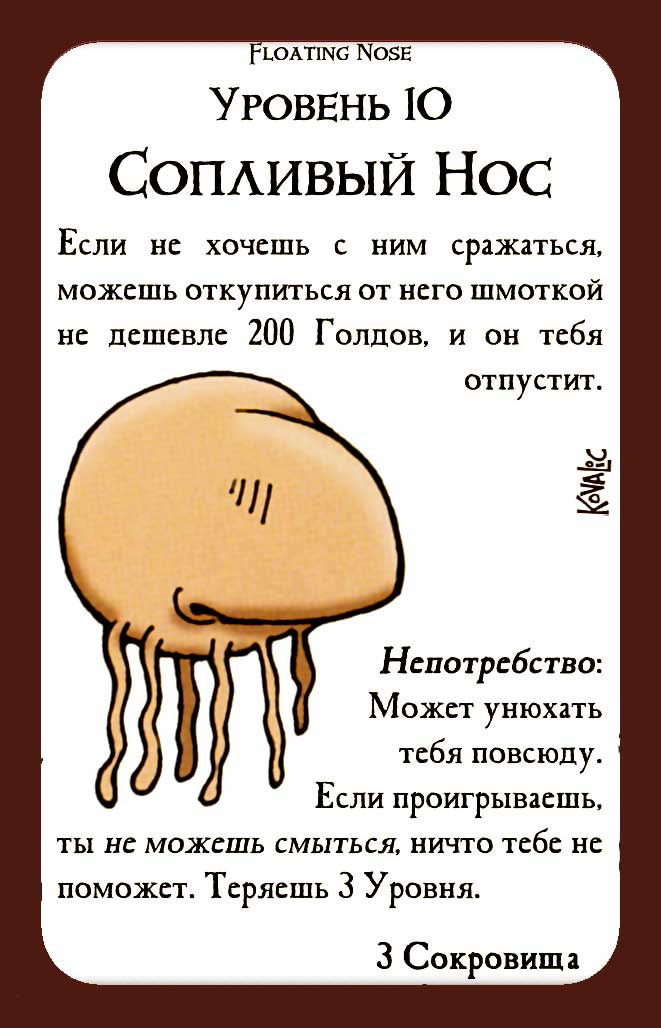 Floating Nose
Уровень 10
Сопливый Нос
Если не хочешь с ним сражаться,
можешь откупиться от него шмоткой
не дешевле 200 Голдов, и он тебя
отпустит.
Kovalic
Непотребство:
Может унюхать
тебя повсюду.
Если проигрываешь,
ты не можешь смыться, ничто тебе не
поможет. Теряешь 3 Уровня.
3 Сокровища